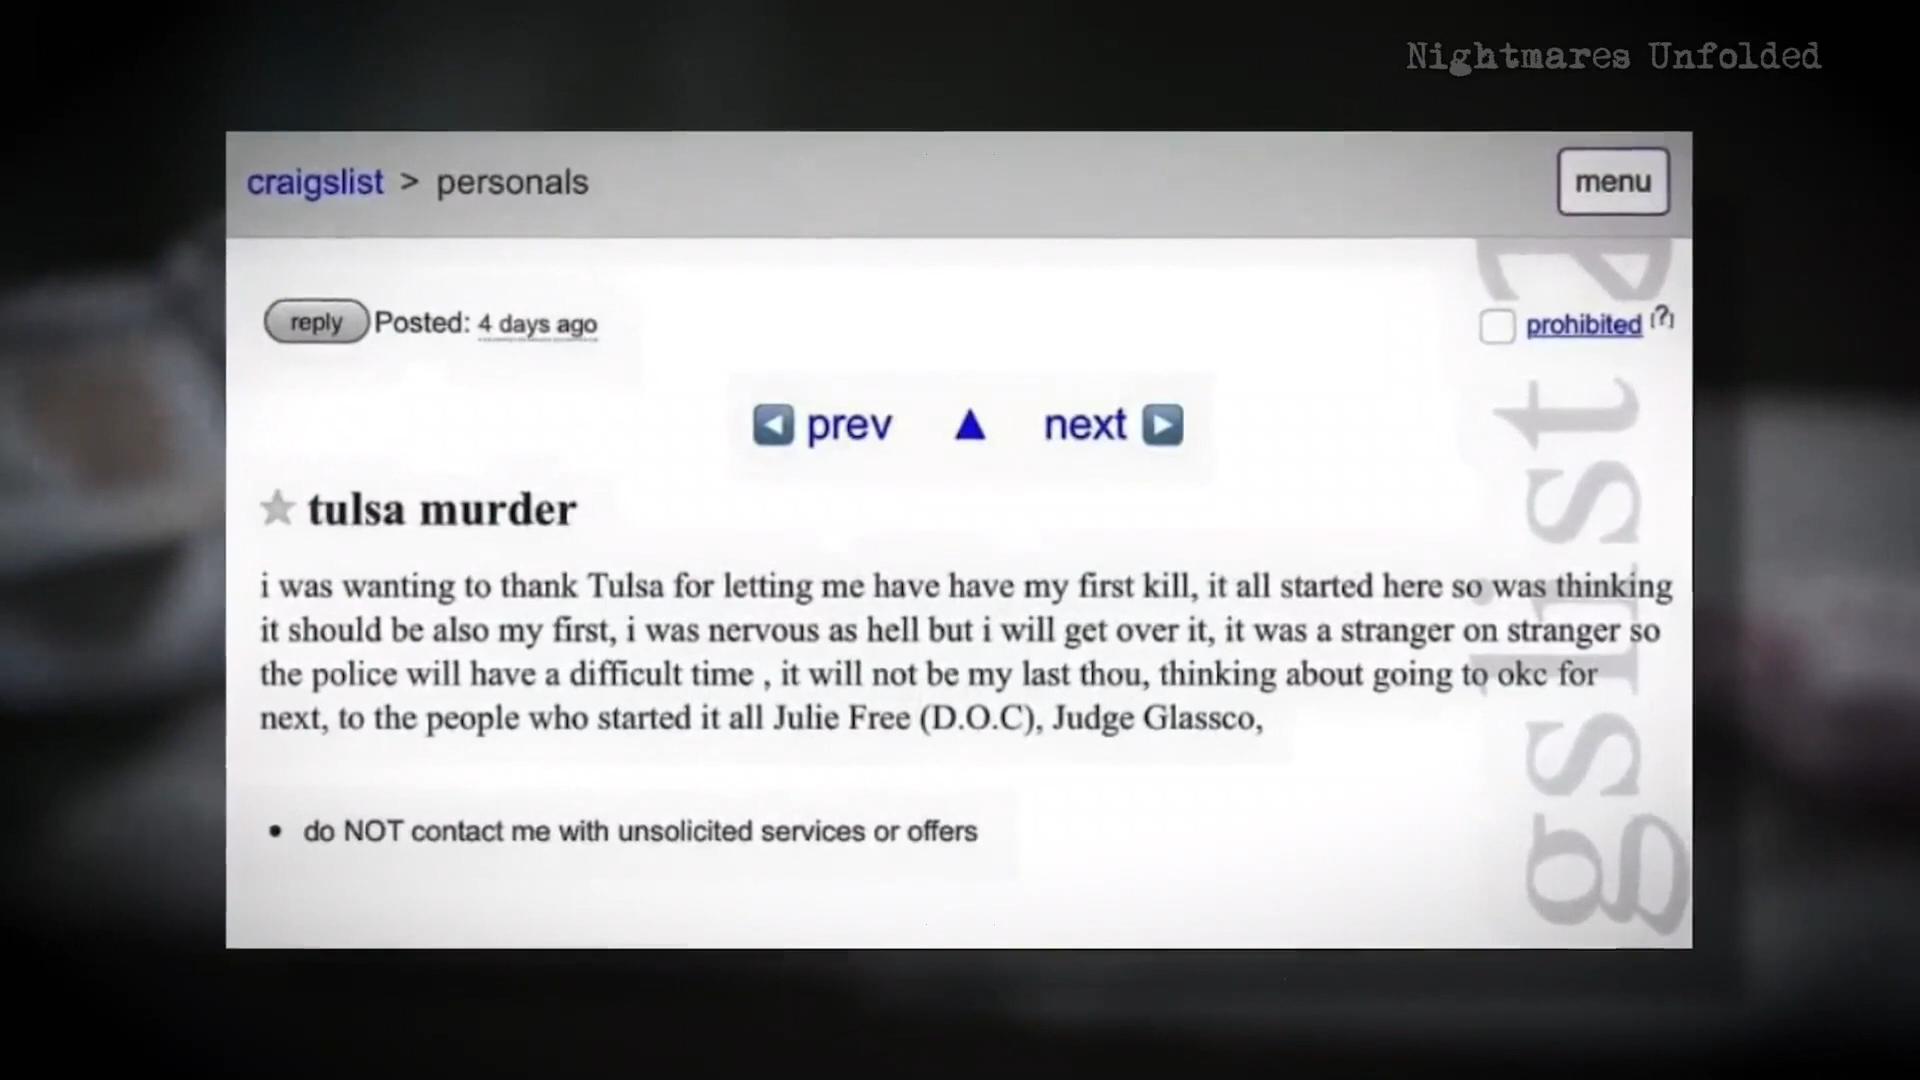 Nightmares Unfolded
craigslist > personals
menu
reply Posted: 4 days ago
prohibited [?]
prev ▲ next
tulsa murder
i was wanting to thank Tulsa for letting me have have my first kill, it all started here so was thinking
it should be also my first, i was nervous as hell but i will get over it, it was a stranger on stranger so
the police will have a difficult time , it will not be my last thou, thinking about going to okc for
next, to the people who started it all Julie Free (D.O.C), Judge Glassco,
• do NOT contact me with unsolicited services or offers
gslist